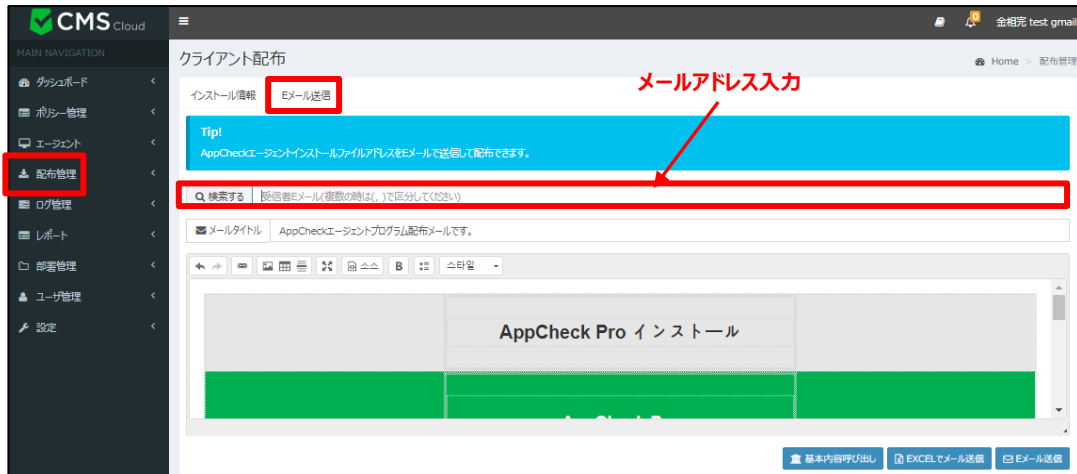 CMS Cloud
金相完 test gmail
MAIN NAVIGATION
ダッシュボード
ポリシー管理
エージェント
配布管理
ログ管理
レポート
部署管理
ユーザ管理
設定
クライアント配布
Home > 配布管理
インストール情報 Eメール送信
メールアドレス入力
Tip!
AppCheckエージェントインストールファイルアドレスをEメールで送信して配布できます。
検索する 受信者Eメール(複数の時は(, )で区分してください)
メールタイトル AppCheckエージェントプログラム配布メールです。
소스 B 스타일
AppCheck Pro インストール
基本内容呼び出し EXCELでメール送信 Eメール送信